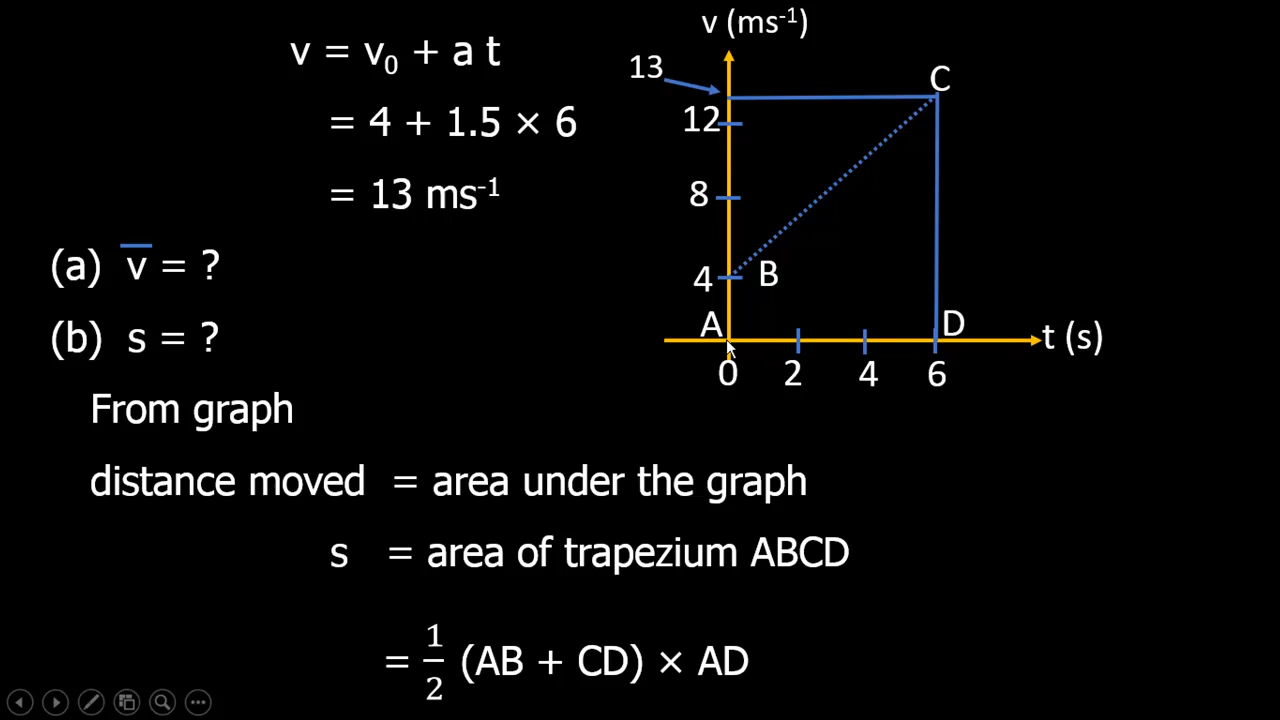 v = v₀ + a t
= 4 + 1.5 × 6
= 13 ms⁻¹
(a) v̅ = ?
(b) s = ?
From graph
distance moved = area under the graph
s = area of trapezium ABCD
= 1/2 (AB + CD) × AD
v (ms⁻¹)
13
C
12
8
4
B
A
D
t (s)
0 2 4 6